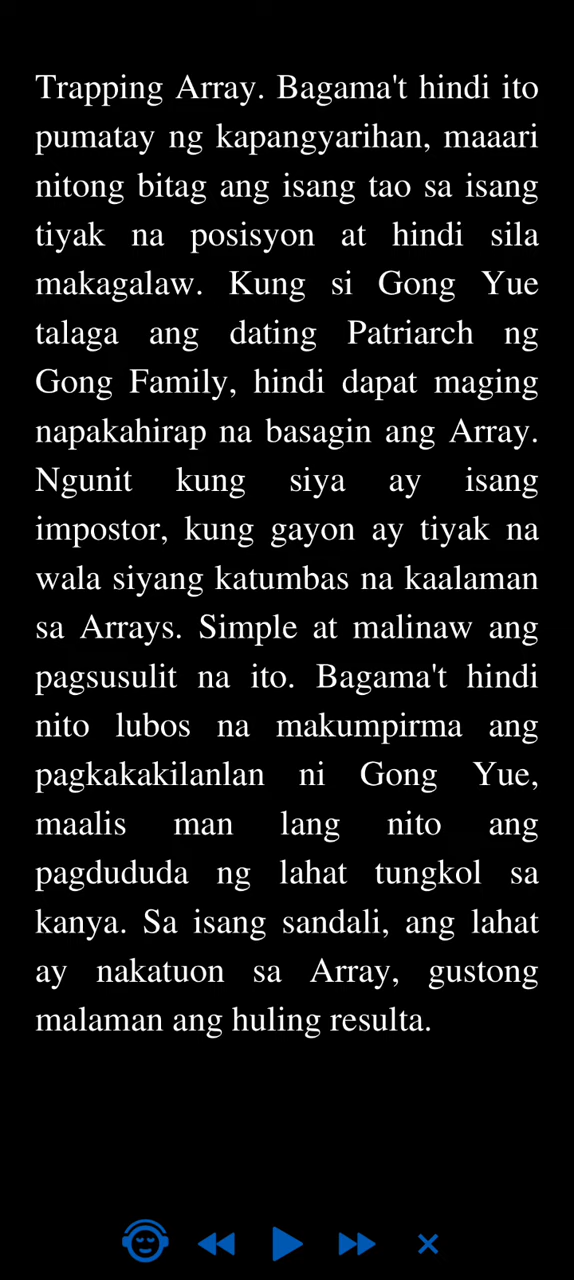 Trapping Array. Bagama't hindi ito
pumatay ng kapangyarihan, maaari
nitong bitag ang isang tao sa isang
tiyak na posisyon at hindi sila
makagalaw. Kung si Gong Yue
talaga ang dating Patriarch ng
Gong Family, hindi dapat maging
napakahirap na basagin ang Array.
Ngunit kung siya ay isang
impostor, kung gayon ay tiyak na
wala siyang katumbas na kaalaman
sa Arrays. Simple at malinaw ang
pagsusulit na ito. Bagama't hindi
nito lubos na makumpirma ang
pagkakakilanlan ni Gong Yue,
maalis man lang nito ang
pagdududa ng lahat tungkol sa
kanya. Sa isang sandali, ang lahat
ay nakatuon sa Array, gustong
malaman ang huling resulta.